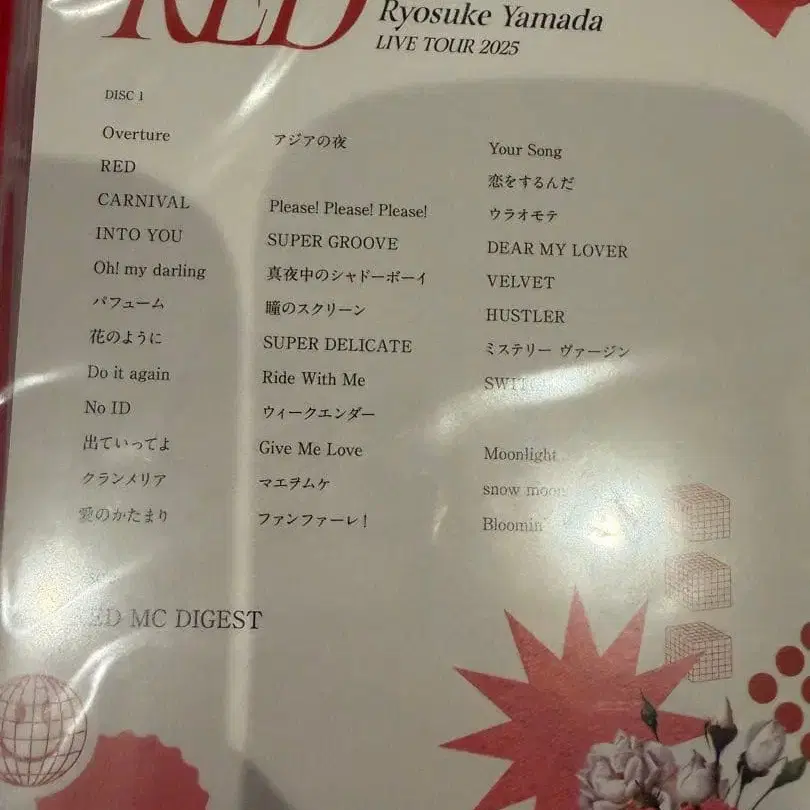 RED
Ryosuke Yamada
LIVE TOUR 2025
DISC 1
Overture
RED
CARNIVAL
INTO YOU
Oh! my darling
パフューム
花のように
Do it again
No ID
出ていってよ
クランメリア
愛のかたまり
アジアの夜
Please! Please! Please!
SUPER GROOVE
真夜中のシャドーボーイ
瞳のスクリーン
SUPER DELICATE
Ride With Me
ウィークエンダー
Give Me Love
マエヲムケ
ファンファーレ!
Your Song
恋をするんだ
ウラオモテ
DEAR MY LOVER
VELVET
HUSTLER
ミステリー ヴァージン
Moonlight
snow moon
Bloomin'
MC DIGEST